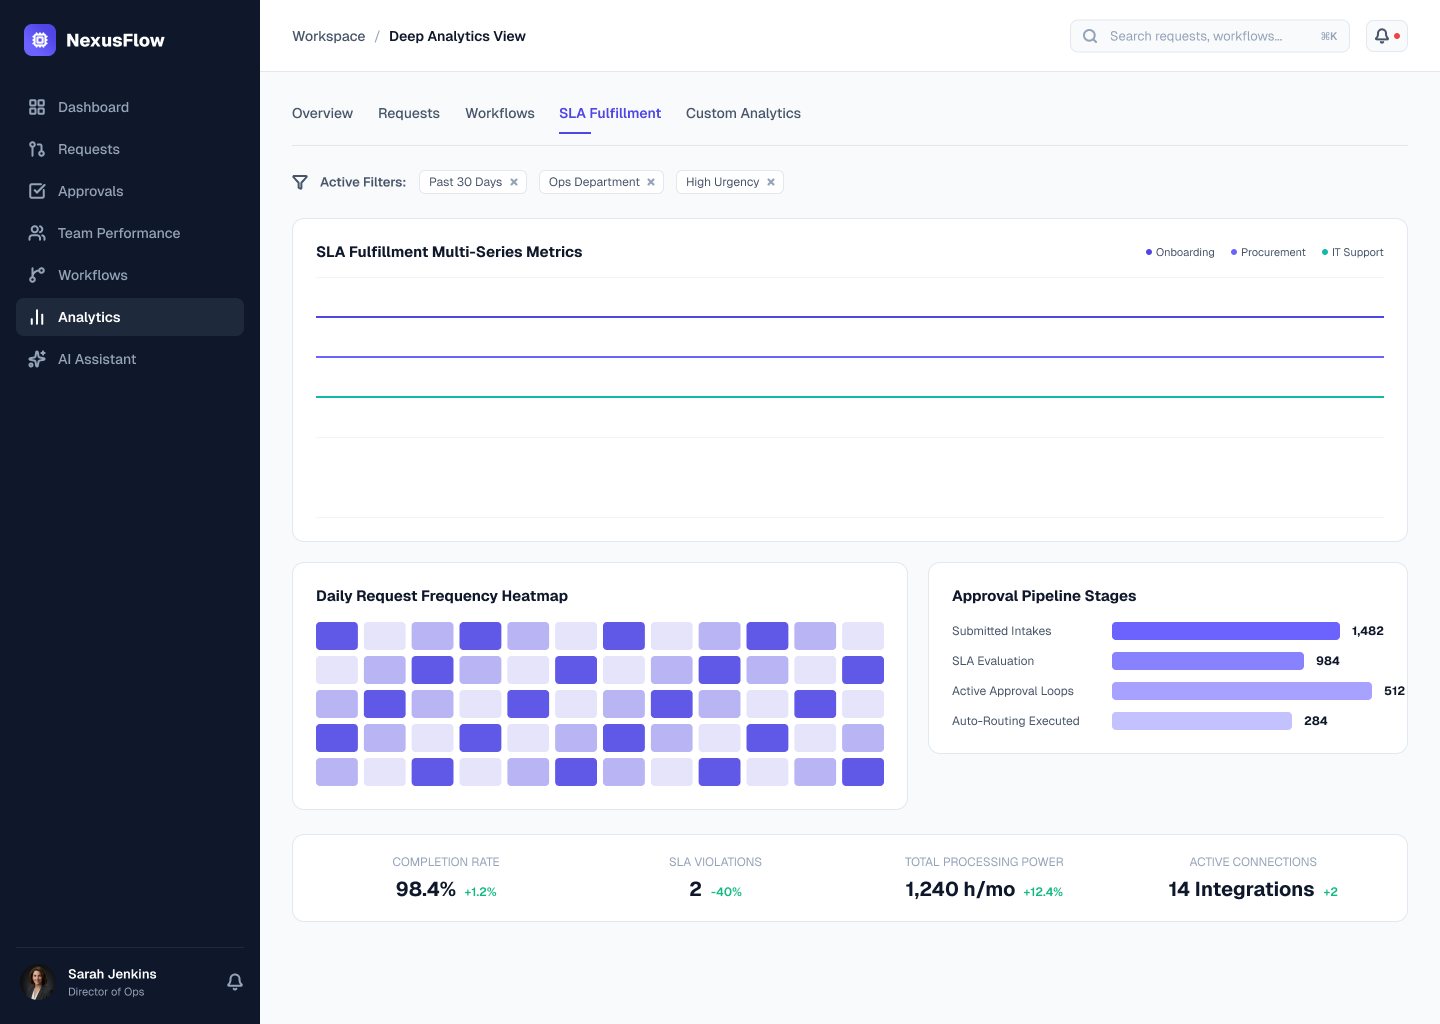 NexusFlow
Dashboard
Requests
Approvals
Team Performance
Workflows
Analytics
AI Assistant
Sarah Jenkins
Director of Ops
Workspace / Deep Analytics View
Search requests, workflows... ⌘K
Overview Requests Workflows SLA Fulfillment Custom Analytics
Active Filters: Past 30 Days × Ops Department × High Urgency ×
SLA Fulfillment Multi-Series Metrics
Onboarding Procurement IT Support
Daily Request Frequency Heatmap
Approval Pipeline Stages
Submitted Intakes 1,482
SLA Evaluation 984
Active Approval Loops 512
Auto-Routing Executed 284
COMPLETION RATE
98.4% +1.2%
SLA VIOLATIONS
2 -40%
TOTAL PROCESSING POWER
1,240 h/mo +12.4%
ACTIVE CONNECTIONS
14 Integrations +2